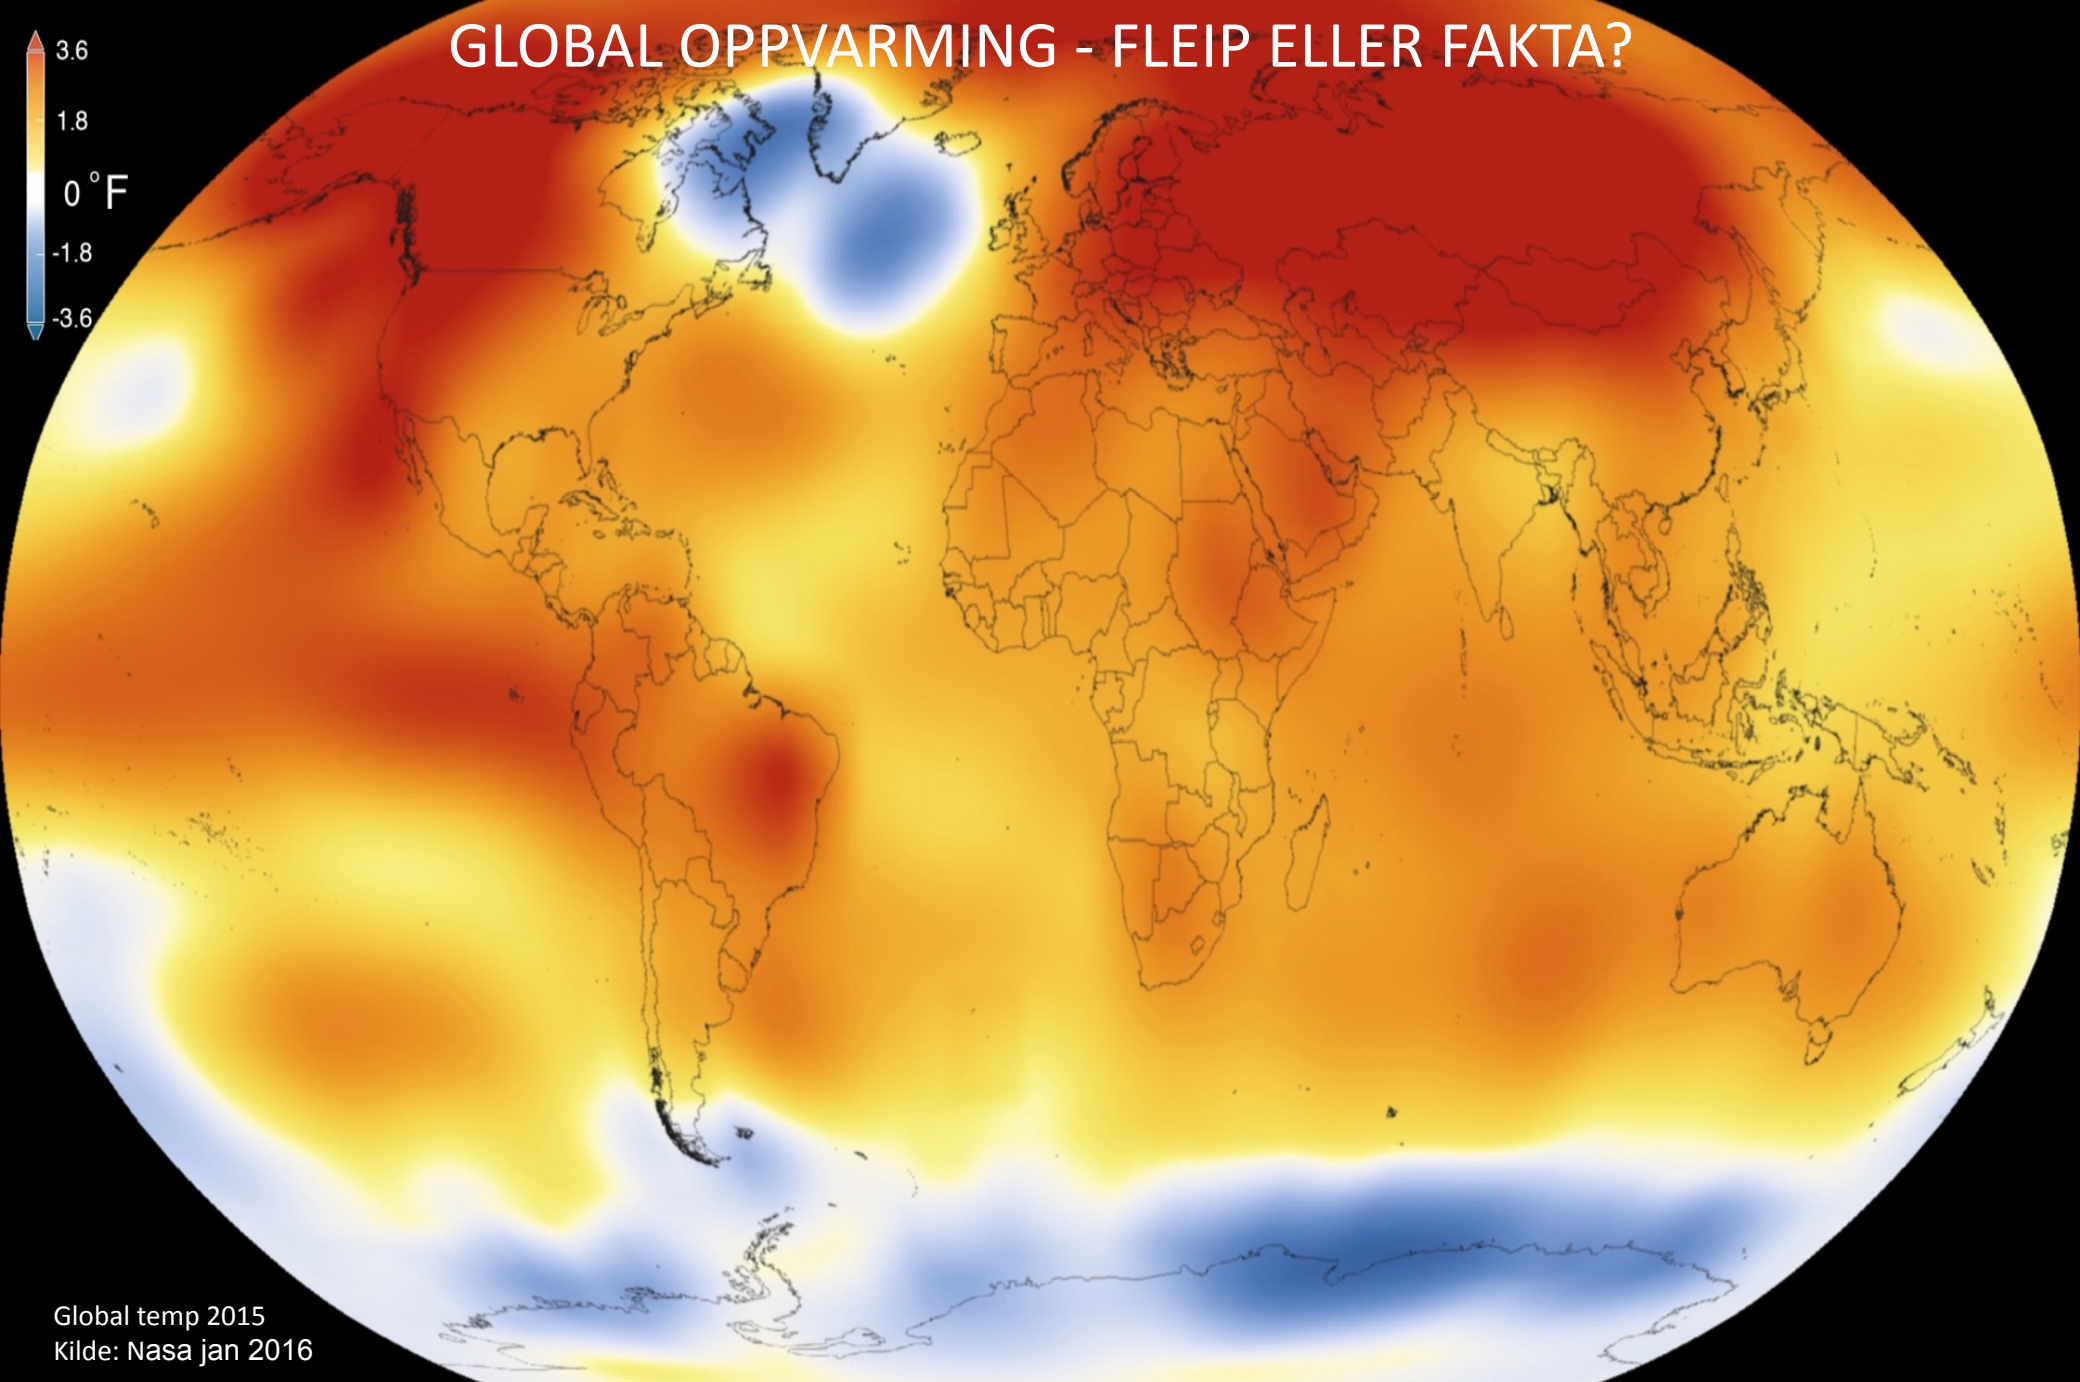 GLOBAL OPPVARMING - FLEIP ELLER FAKTA?
3.6
1.8
0 °F
-1.8
-3.6
Global temp 2015
Kilde: Nasa jan 2016